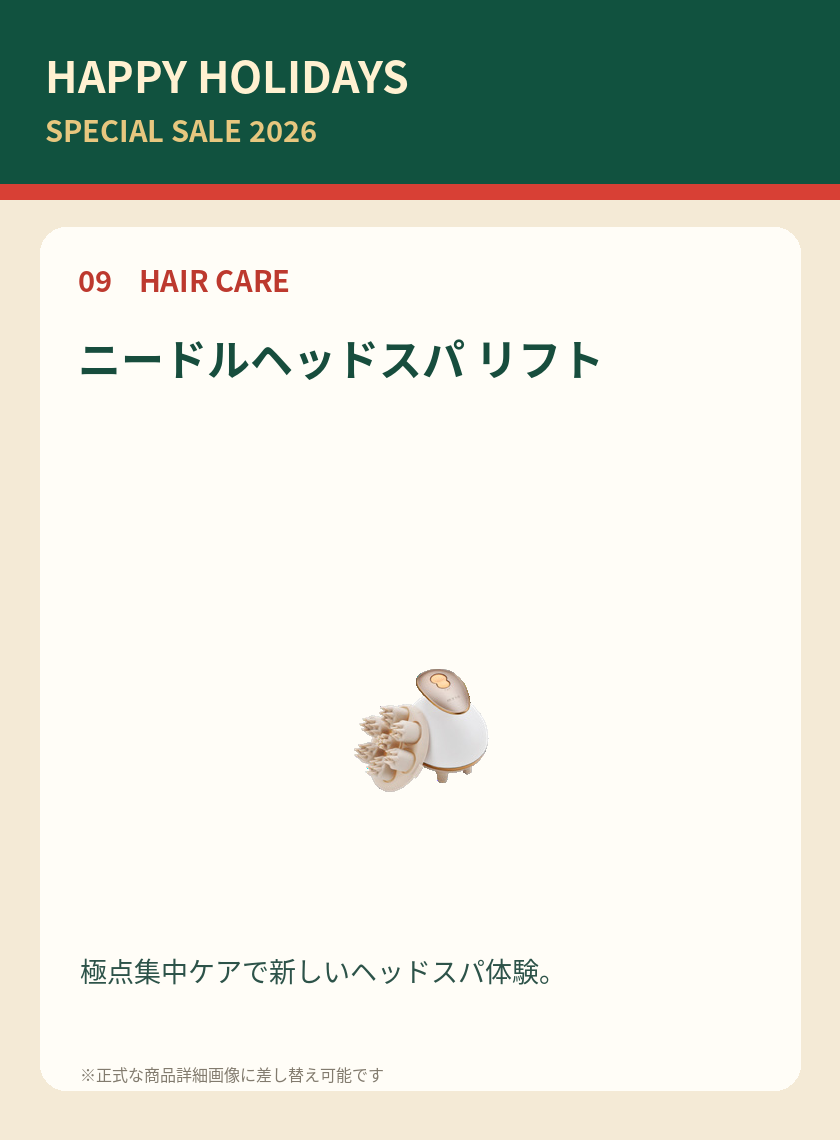 HAPPY HOLIDAYS
SPECIAL SALE 2026
09 HAIR CARE
ニードルヘッドスパ リフト
極点集中ケアで新しいヘッドスパ体験。
※正式な商品詳細画像に差し替え可能です